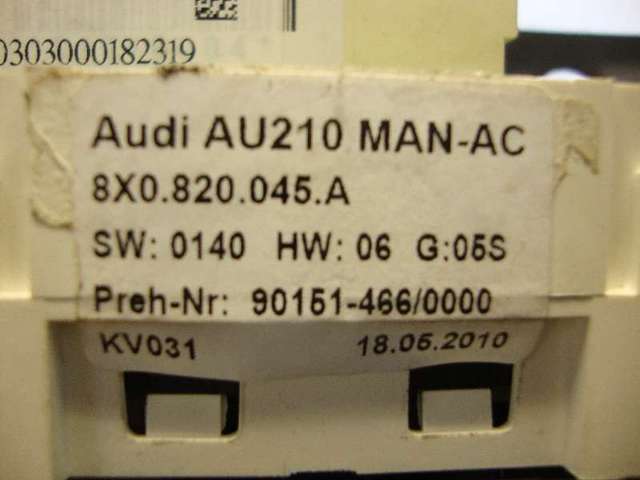 0303000182319
Audi AU210 MAN-AC
8X0.820.045.A
SW: 0140 HW: 06 G:05S
Preh-Nr: 90151-466/0000
KV031 18.05.2010